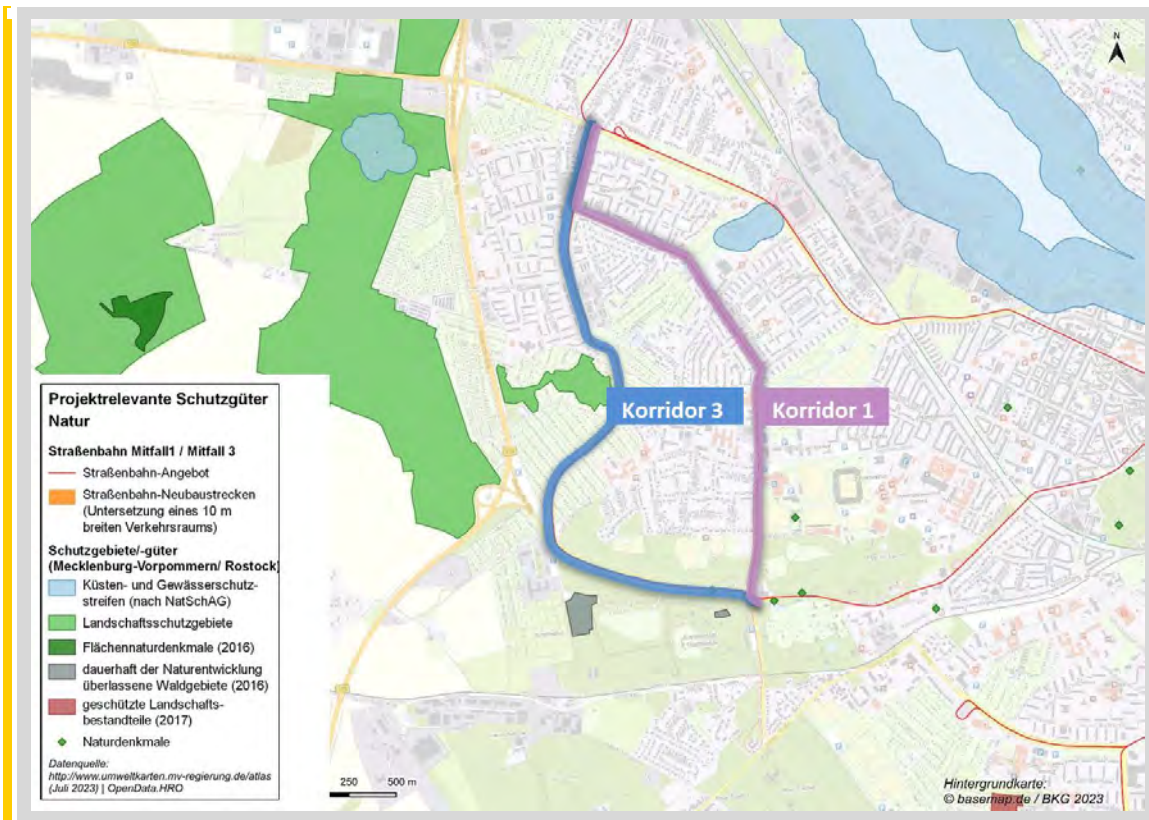 N
Korridor 3
Korridor 1
Projektrelevante Schutzgüter
Natur
Straßenbahn Mitfall1 / Mitfall 3
Straßenbahn-Angebot
Straßenbahn-Neubaustrecken
(Untersetzung eines 10 m
breiten Verkehrsraums)
Schutzgebiete/-güter
(Mecklenburg-Vorpommern/ Rostock)
Küsten- und Gewässerschutz-
streifen (nach NatSchAG)
Landschaftsschutzgebiete
Flächennaturdenkmale (2016)
dauerhaft der Naturentwicklung
überlassene Waldgebiete (2016)
geschützte Landschafts-
bestandteile (2017)
Naturdenkmale
Datenquelle:
http://www.umweltkarten.mv-regierung.de/atlas
(Juli 2023) | OpenData.HRO
250 500 m
Hintergrundkarte:
© basemap.de / BKG 2023